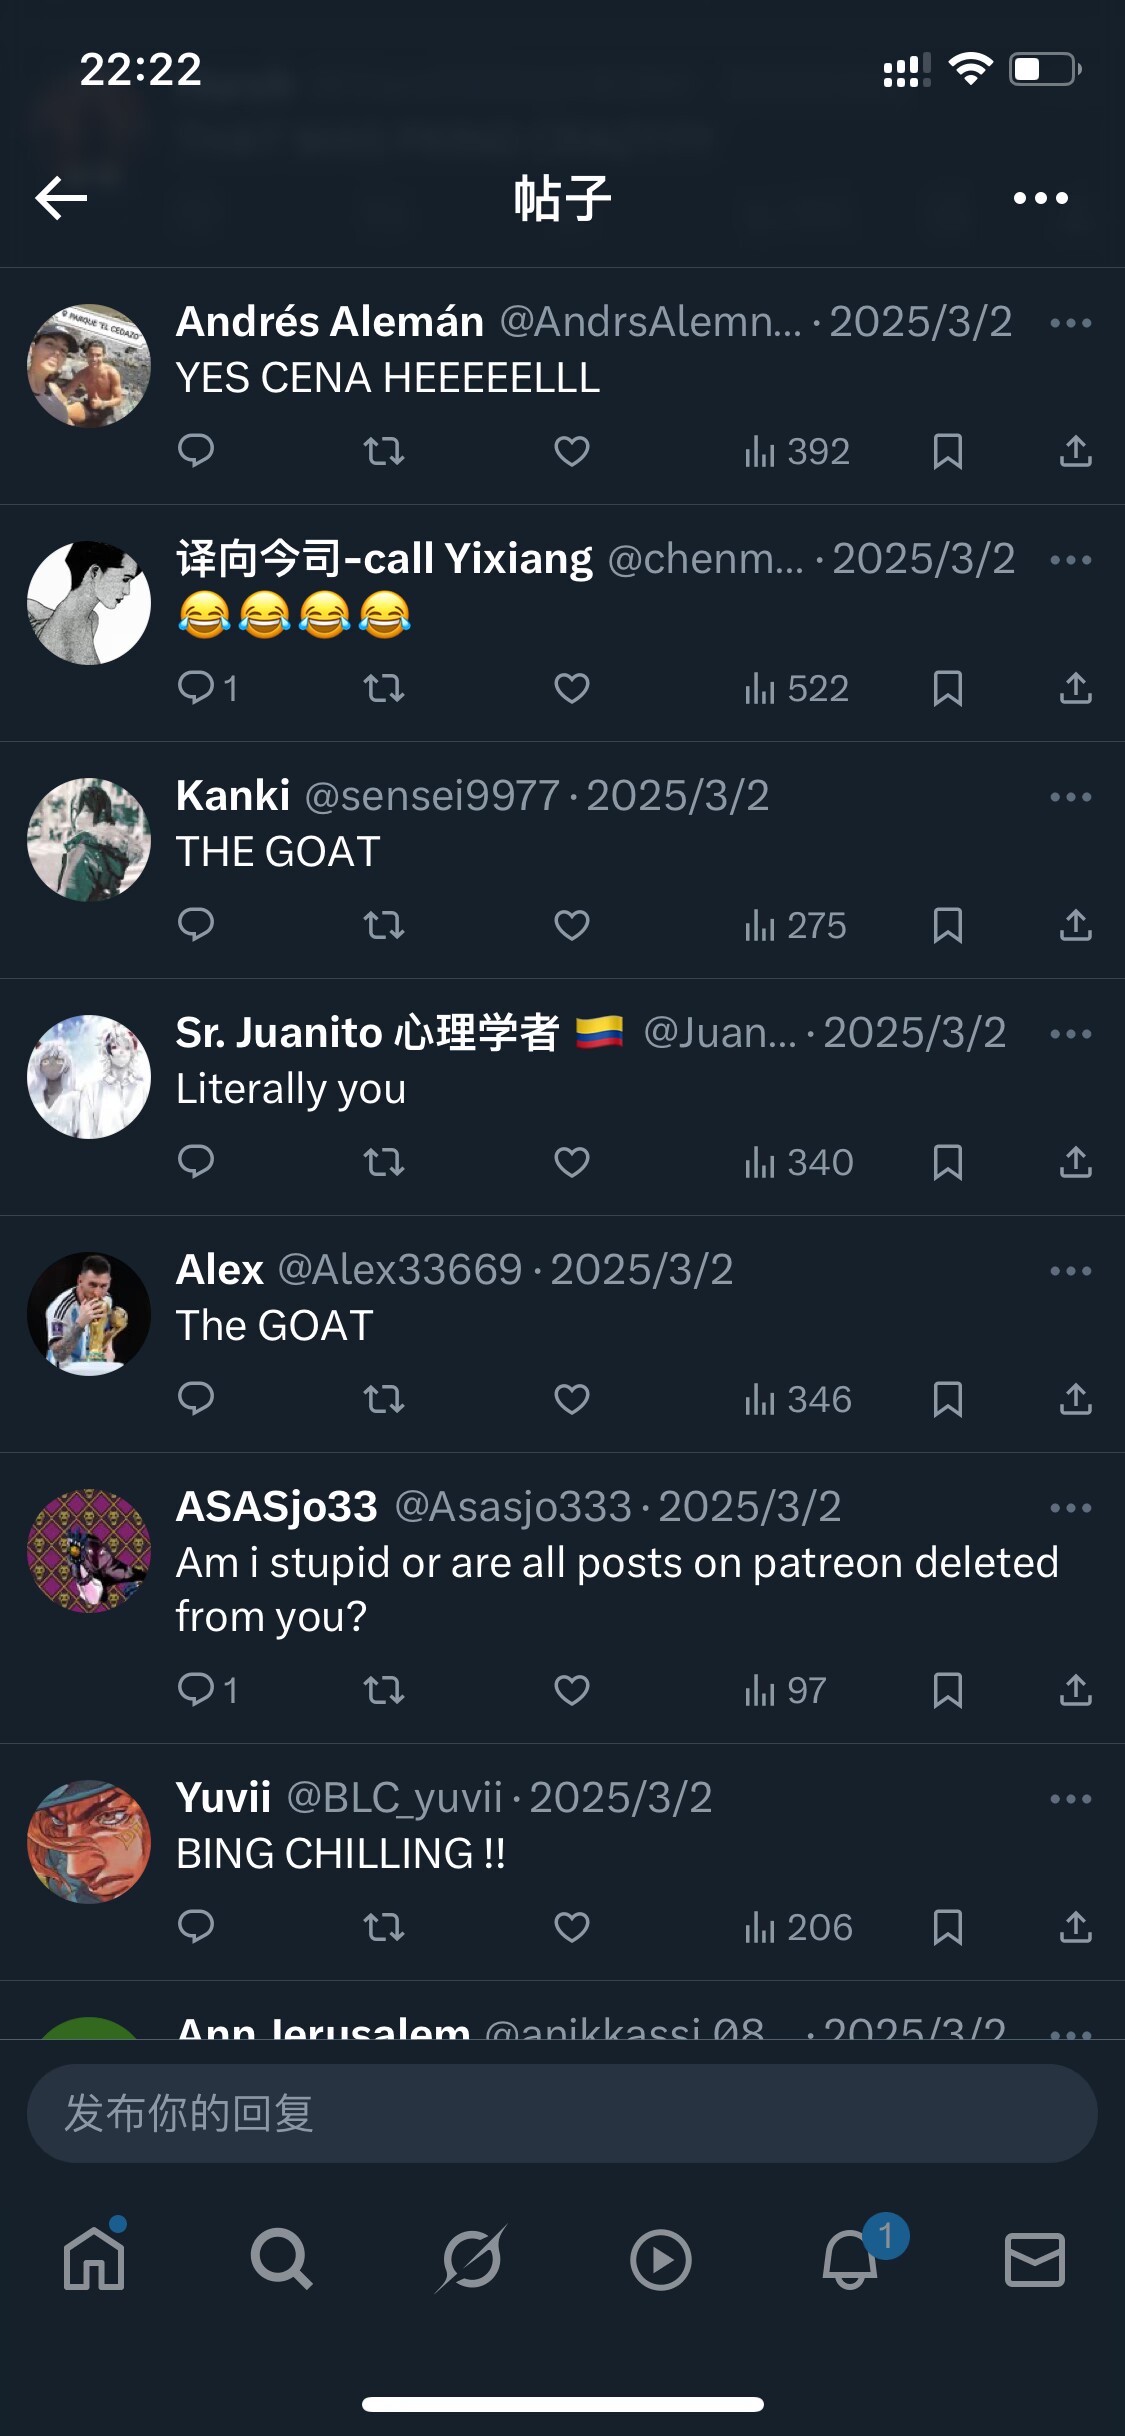 22:22
帖子
Andrés Alemán @AndrsAlemn... · 2025/3/2
YES CENA HEEEEELLL
392
译向今司-call Yixiang @chenm... · 2025/3/2
😂😂😂😂
1 522
Kanki @sensei9977 · 2025/3/2
THE GOAT
275
Sr. Juanito 心理学者 🇨🇴 @Juan... · 2025/3/2
Literally you
340
Alex @Alex33669 · 2025/3/2
The GOAT
346
ASASjo33 @Asasjo333 · 2025/3/2
Am i stupid or are all posts on patreon deleted
from you?
1 97
Yuvii @BLC_yuvii · 2025/3/2
BING CHILLING !!
206
Ann Jerusalem @anikkassi 08... · 2025/3/2
发布你的回复
1